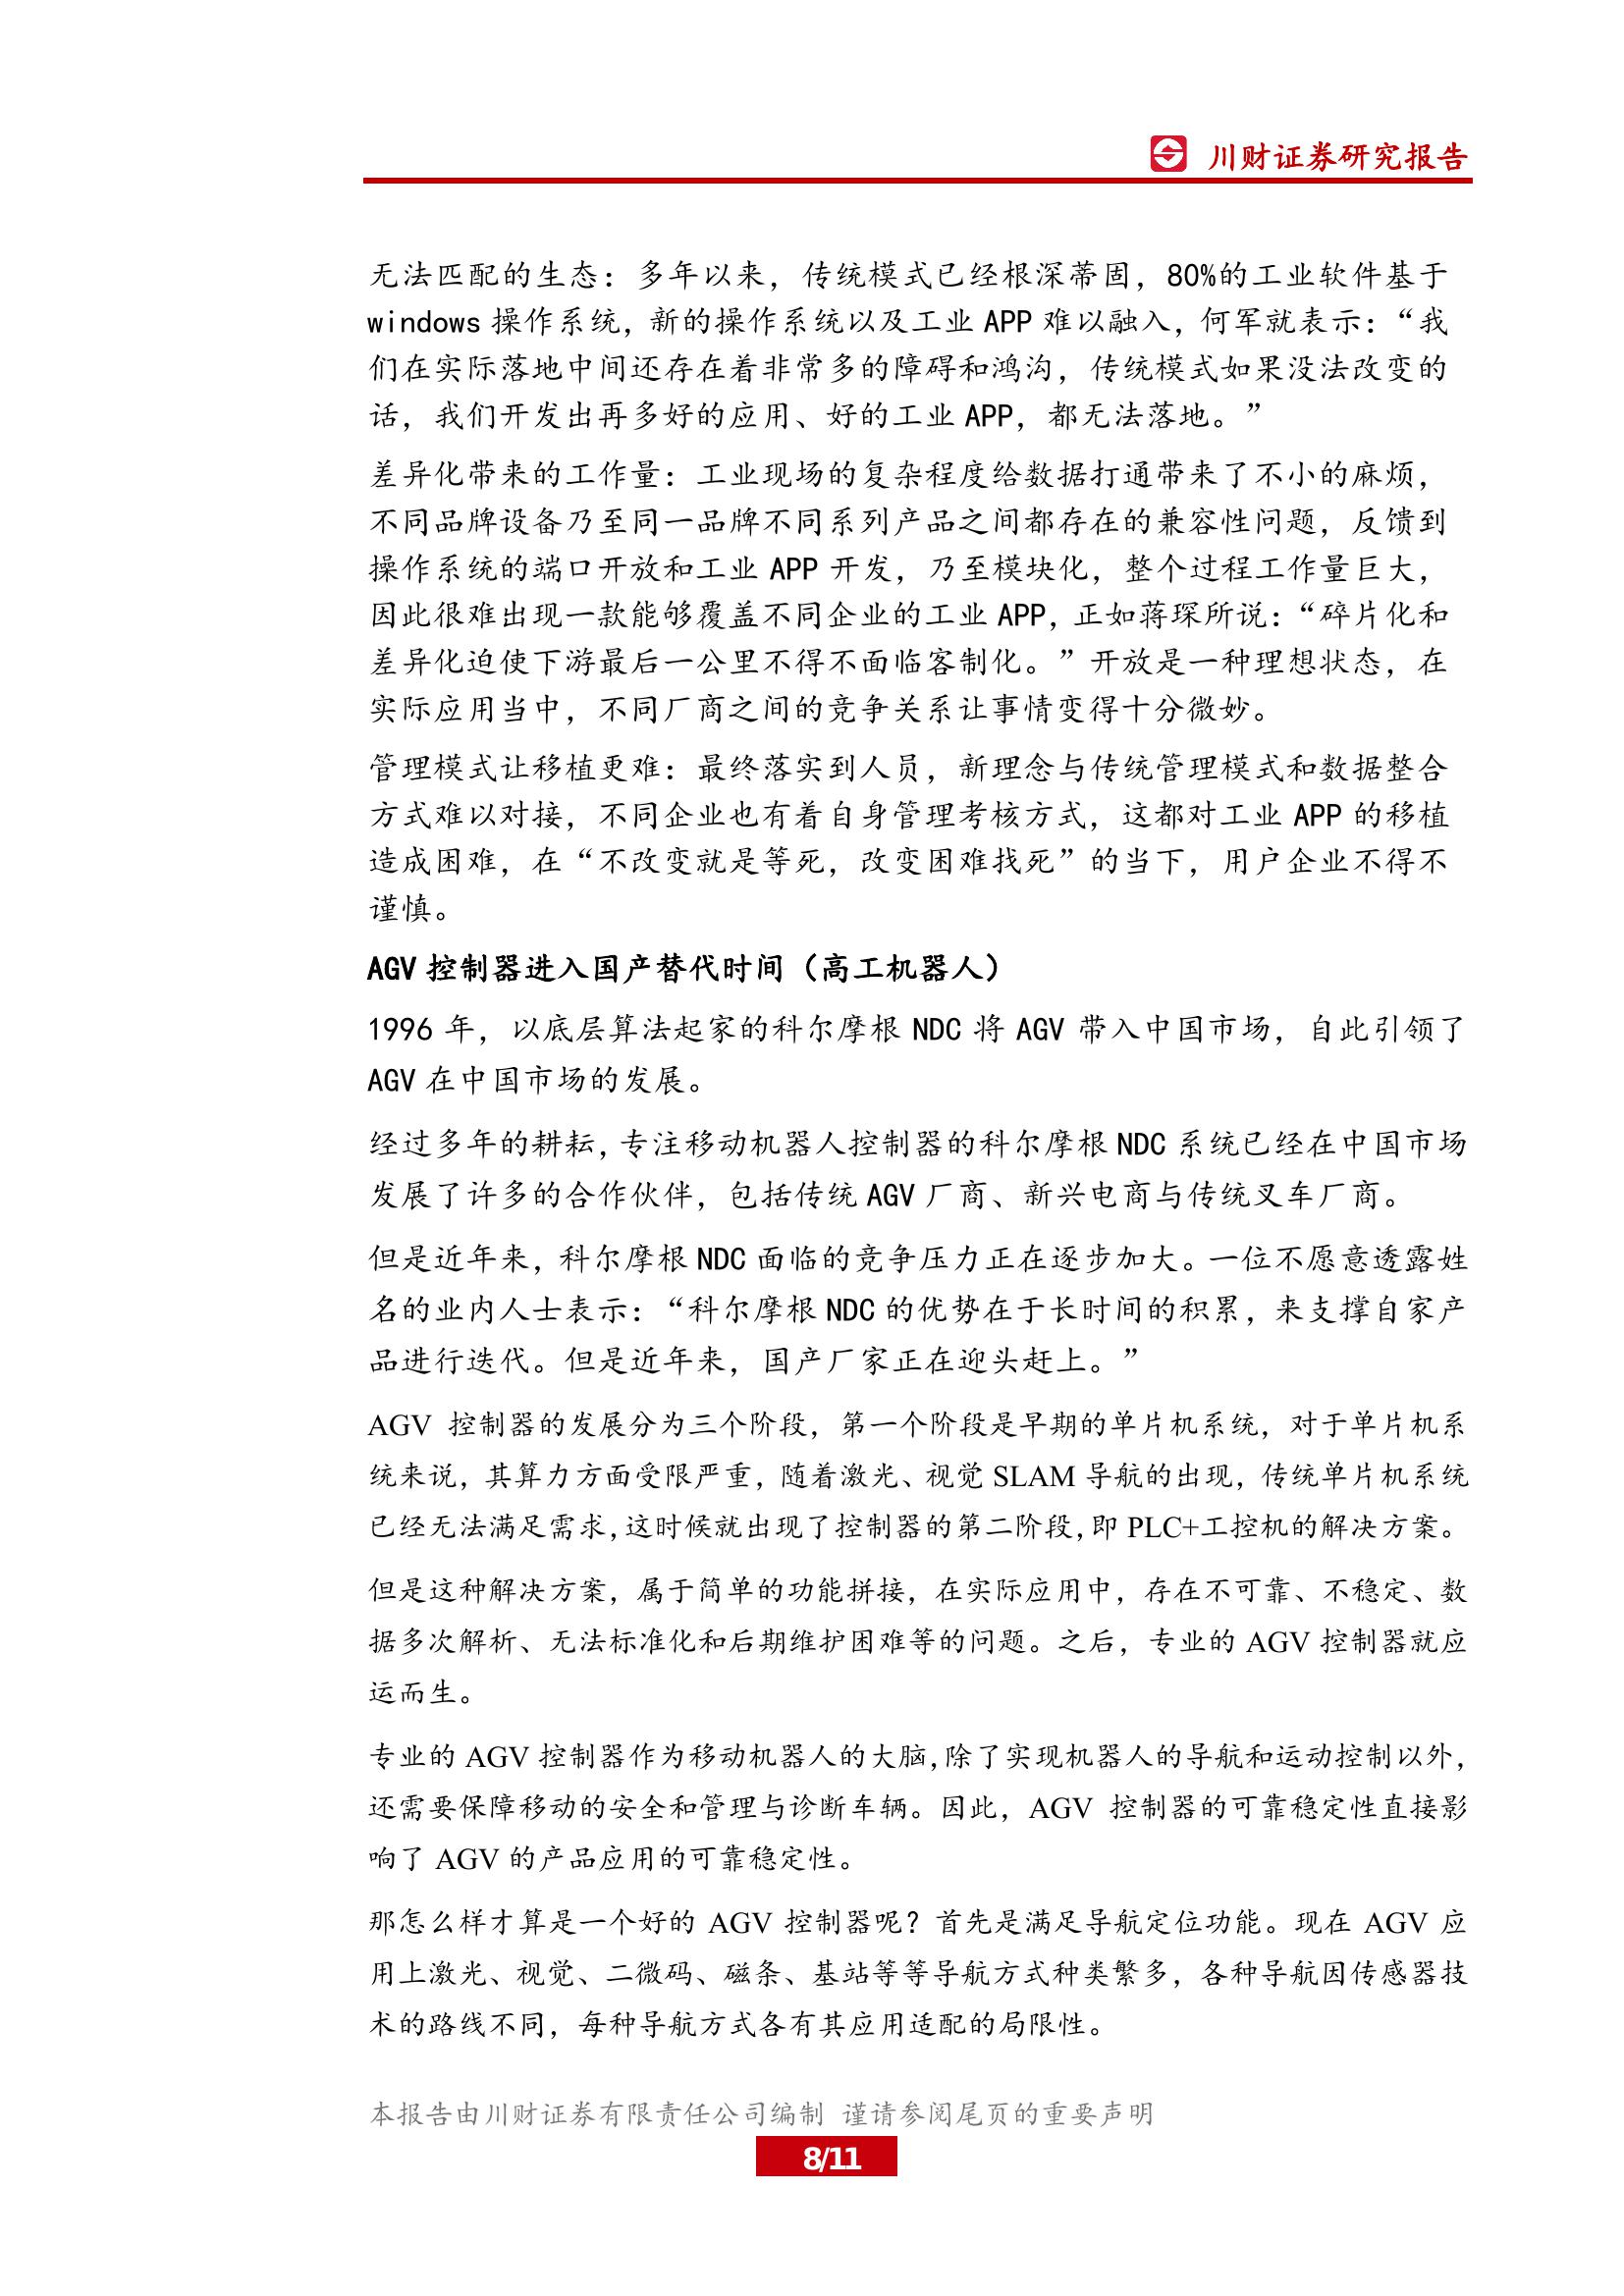 川财证券研究报告
无法匹配的生态：多年以来，传统模式已经根深蒂固，80%的工业软件基于
windows 操作系统，新的操作系统以及工业 APP 难以融入，何军就表示：“我
们在实际落地中间还存在着非常多的障碍和鸿沟，传统模式如果没法改变的
话，我们开发出再多好的应用、好的工业 APP，都无法落地。”
差异化带来的工作量：工业现场的复杂程度给数据打通带来了不小的麻烦，
不同品牌设备乃至同一品牌不同系列产品之间都存在的兼容性问题，反馈到
操作系统的端口开放和工业 APP 开发，乃至模块化，整个过程工作量巨大，
因此很难出现一款能够覆盖不同企业的工业 APP，正如蒋琛所说：“碎片化和
差异化迫使下游最后一公里不得不面临客制化。”开放是一种理想状态，在
实际应用当中，不同厂商之间的竞争关系让事情变得十分微妙。
管理模式让移植更难：最终落实到人员，新理念与传统管理模式和数据整合
方式难以对接，不同企业也有着自身管理考核方式，这都对工业 APP 的移植
造成困难，在“不改变就是等死，改变困难找死”的当下，用户企业不得不
谨慎。
AGV 控制器进入国产替代时间（高工机器人）
1996 年，以底层算法起家的科尔摩根 NDC 将 AGV 带入中国市场，自此引领了
AGV 在中国市场的发展。
经过多年的耕耘，专注移动机器人控制器的科尔摩根 NDC 系统已经在中国市场
发展了许多的合作伙伴，包括传统 AGV 厂商、新兴电商与传统叉车厂商。
但是近年来，科尔摩根 NDC 面临的竞争压力正在逐步加大。一位不愿意透露姓
名的业内人士表示：“科尔摩根 NDC 的优势在于长时间的积累，来支撑自家产
品进行迭代。但是近年来，国产厂家正在迎头赶上。”
AGV 控制器的发展分为三个阶段，第一个阶段是早期的单片机系统，对于单片机系
统来说，其算力方面受限严重，随着激光、视觉 SLAM 导航的出现，传统单片机系统
已经无法满足需求，这时候就出现了控制器的第二阶段，即 PLC+工控机的解决方案。
但是这种解决方案，属于简单的功能拼接，在实际应用中，存在不可靠、不稳定、数
据多次解析、无法标准化和后期维护困难等的问题。之后，专业的 AGV 控制器就应
运而生。
专业的 AGV 控制器作为移动机器人的大脑，除了实现机器人的导航和运动控制以外，
还需要保障移动的安全和管理与诊断车辆。因此，AGV 控制器的可靠稳定性直接影
响了 AGV 的产品应用的可靠稳定性。
那怎么样才算是一个好的 AGV 控制器呢？首先是满足导航定位功能。现在 AGV 应
用上激光、视觉、二微码、磁条、基站等等导航方式种类繁多，各种导航因传感器技
术的路线不同，每种导航方式各有其应用适配的局限性。
本报告由川财证券有限责任公司编制 谨请参阅尾页的重要声明
8/11